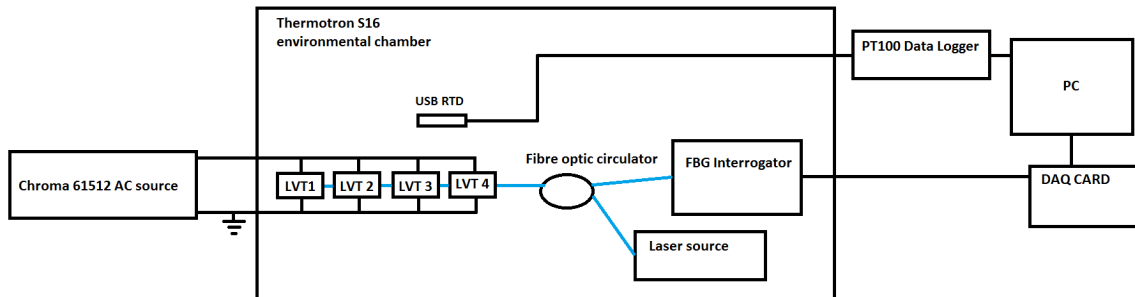 Thermotron S16
environmental chamber
PT100 Data Logger
PC
USB RTD
Chroma 61512 AC source
LVT1
LVT 2
LVT 3
LVT 4
Fibre optic circulator
FBG Interrogator
DAQ CARD
Laser source